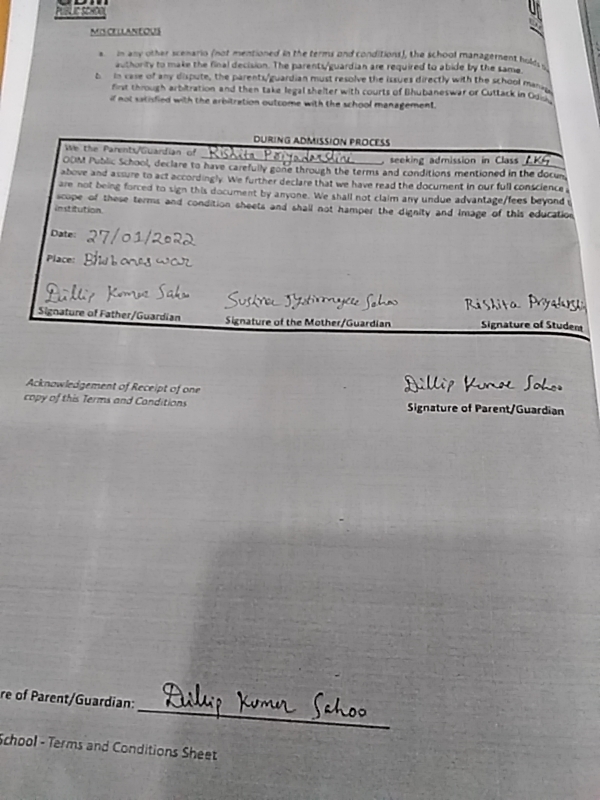 ODM
PUBLIC SCHOOL
MISCELLANEOUS
a. In any other scenario (not mentioned in the terms and conditions), the school management holds
authority to make the final decision. The parents/guardian are required to abide by the same.
b. In case of any dispute, the parents/guardian must resolve the issues directly with the school
first through arbitration and then take legal shelter with courts of Bhubaneswar or Cuttack in
if not satisfied with the arbitration outcome with the school management.
DURING ADMISSION PROCESS
We the Parents/Guardian of Rishita Priyadarshini, seeking admission in Class LKG
ODM Public School, declare to have carefully gone through the terms and conditions mentioned in the docum
above and assure to act accordingly. We further declare that we have read the document in our full conscience
are not being forced to sign this document by anyone. We shall not claim any undue advantage/fees beyond
scope of these terms and condition sheets and shall not hamper the dignity and image of this education
institution.
Date: 27/01/2022
Place: Bhubaneswar
Dillip Kumar Sahoo Sushree Jyotirmayee Sahoo Rishita Priyadarshi
Signature of Father/Guardian Signature of the Mother/Guardian Signature of Student
Acknowledgement of Receipt of one
copy of this Terms and Conditions
Dillip Kumar Sahoo
Signature of Parent/Guardian
re of Parent/Guardian: Dillip Kumar Sahoo
School - Terms and Conditions Sheet